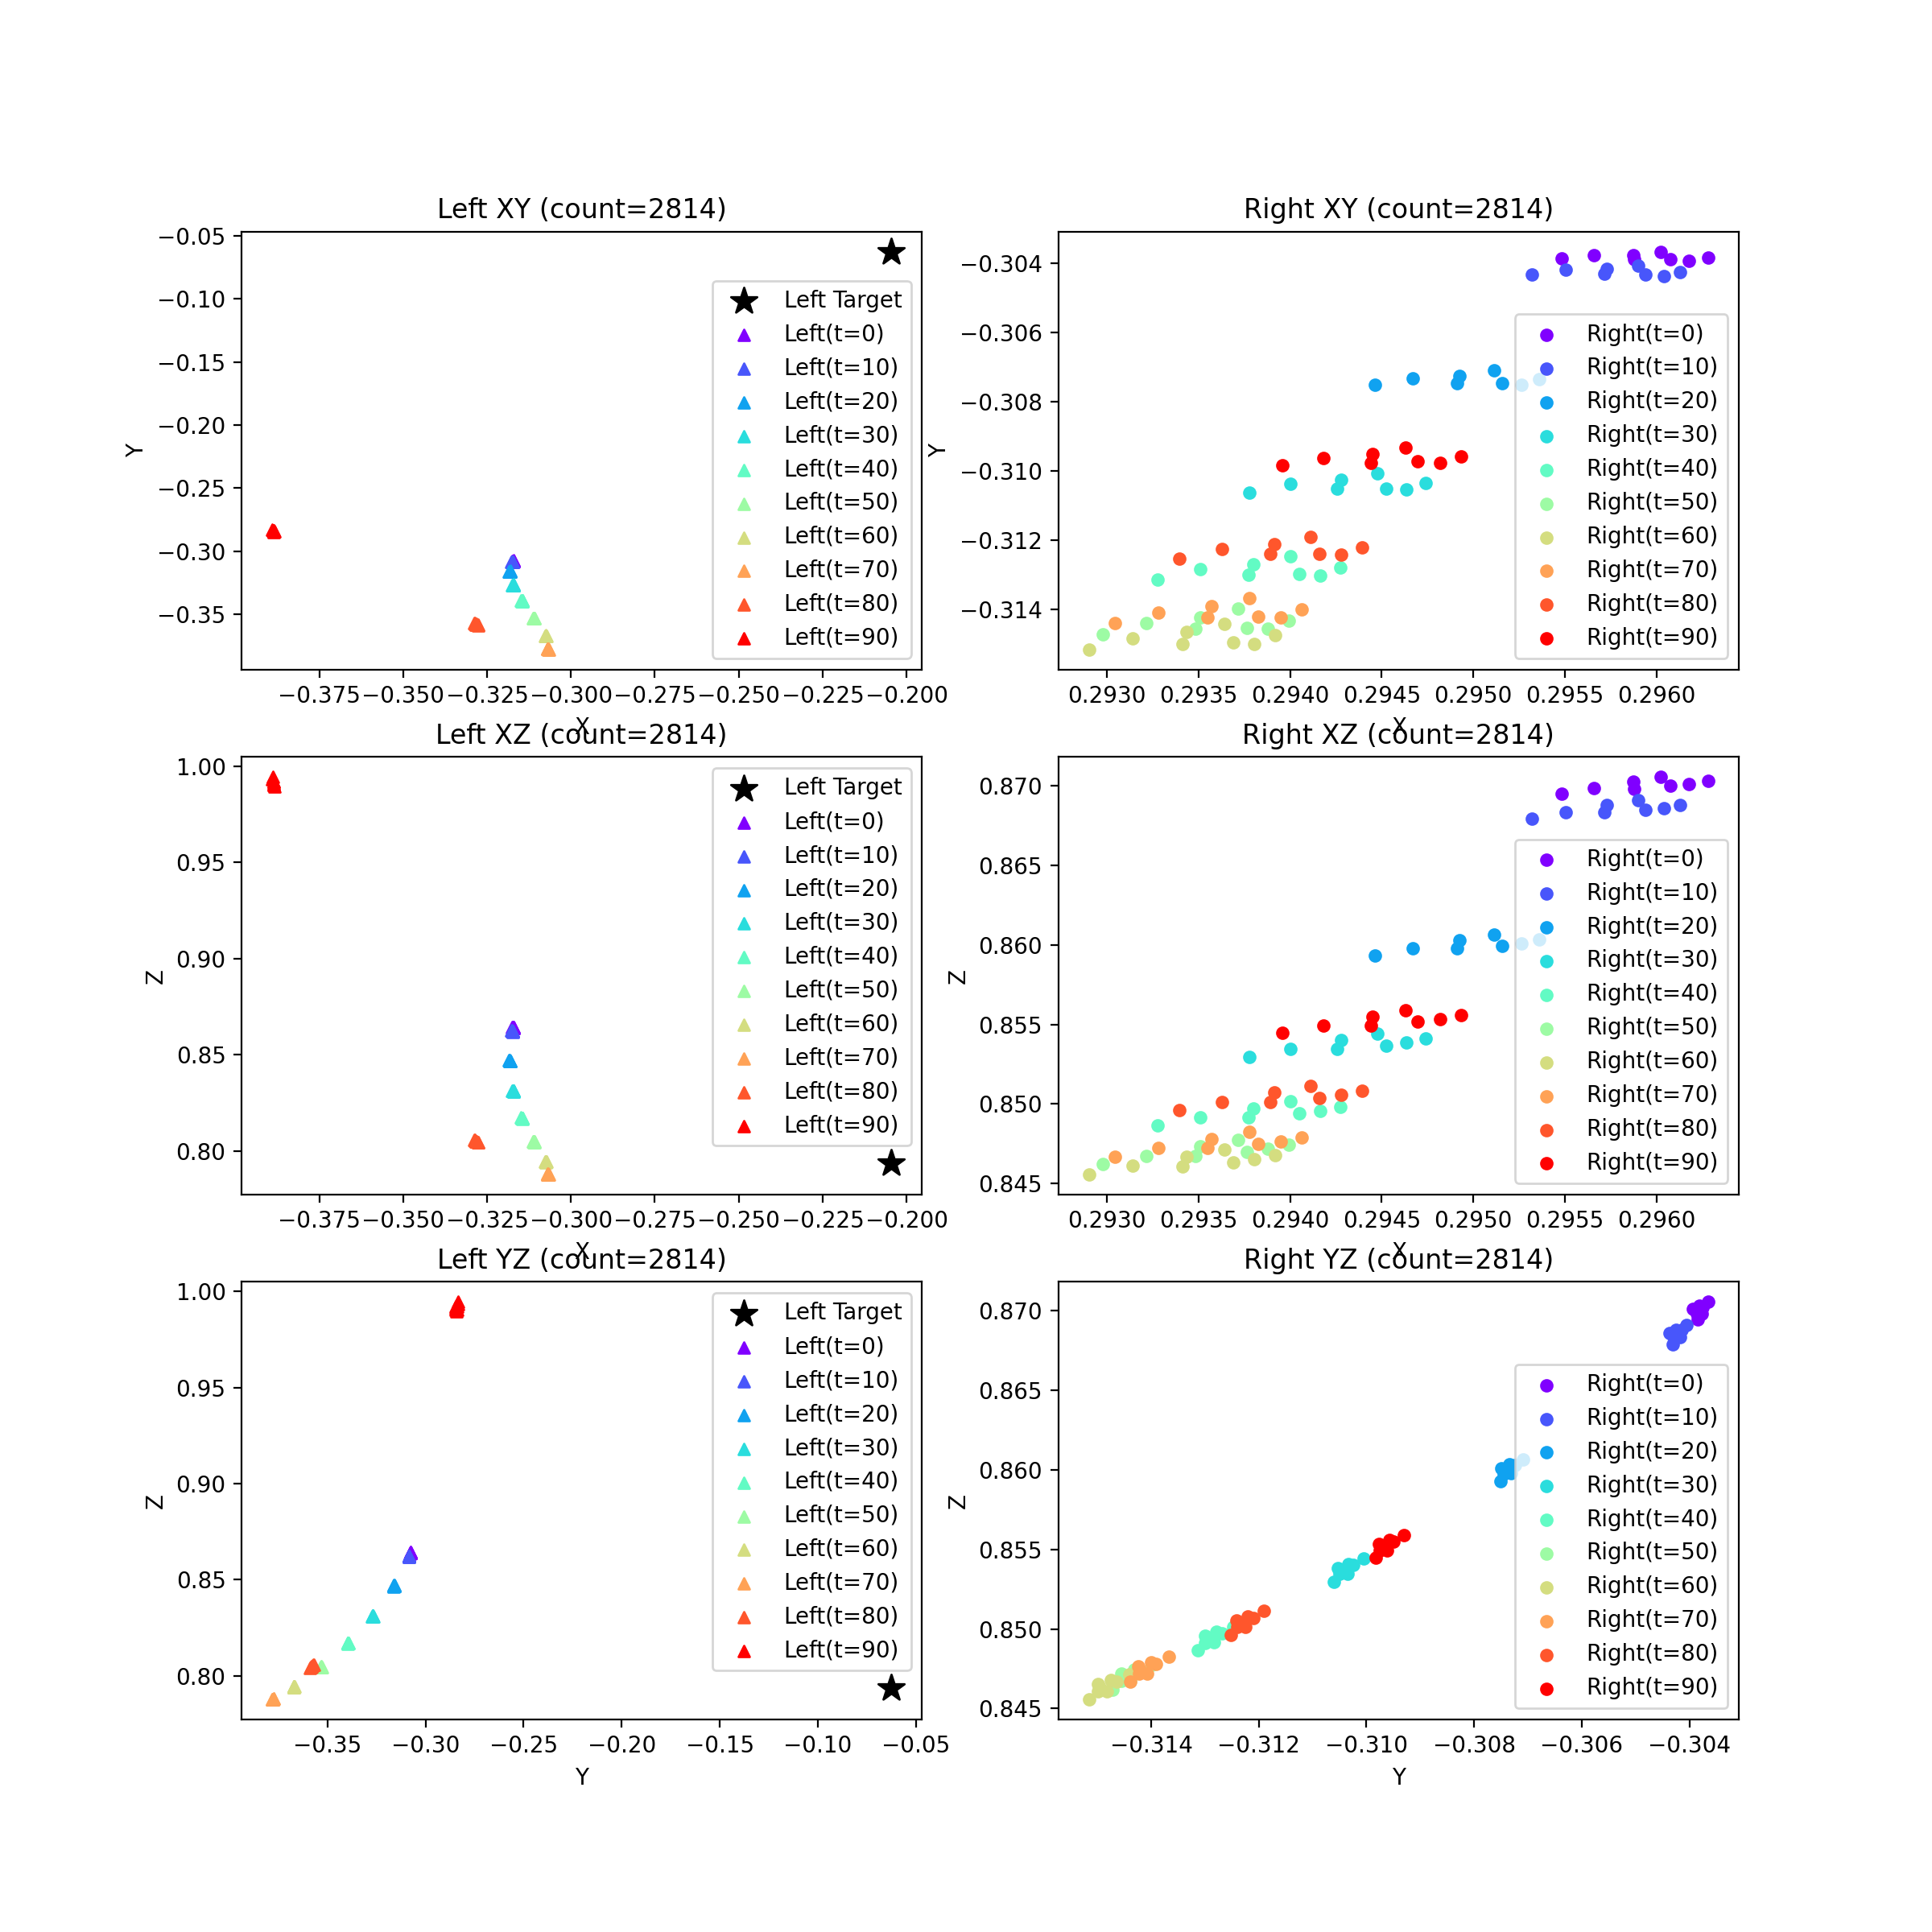 Left XY (count=2814)
Y
−0.05
−0.10
−0.15
−0.20
−0.25
−0.30
−0.35
Left Target
Left(t=0)
Left(t=10)
Left(t=20)
Left(t=30)
Left(t=40)
Left(t=50)
Left(t=60)
Left(t=70)
Left(t=80)
Left(t=90)
−0.375 −0.350 −0.325 −0.300 −0.275 −0.250 −0.225 −0.200
X
Right XY (count=2814)
Y
−0.304
−0.306
−0.308
−0.310
−0.312
−0.314
Right(t=0)
Right(t=10)
Right(t=20)
Right(t=30)
Right(t=40)
Right(t=50)
Right(t=60)
Right(t=70)
Right(t=80)
Right(t=90)
0.2930 0.2935 0.2940 0.2945 0.2950 0.2955 0.2960
X
Left XZ (count=2814)
Z
1.00
0.95
0.90
0.85
0.80
Left Target
Left(t=0)
Left(t=10)
Left(t=20)
Left(t=30)
Left(t=40)
Left(t=50)
Left(t=60)
Left(t=70)
Left(t=80)
Left(t=90)
−0.375 −0.350 −0.325 −0.300 −0.275 −0.250 −0.225 −0.200
X
Right XZ (count=2814)
Z
0.870
0.865
0.860
0.855
0.850
0.845
Right(t=0)
Right(t=10)
Right(t=20)
Right(t=30)
Right(t=40)
Right(t=50)
Right(t=60)
Right(t=70)
Right(t=80)
Right(t=90)
0.2930 0.2935 0.2940 0.2945 0.2950 0.2955 0.2960
X
Left YZ (count=2814)
Z
1.00
0.95
0.90
0.85
0.80
Left Target
Left(t=0)
Left(t=10)
Left(t=20)
Left(t=30)
Left(t=40)
Left(t=50)
Left(t=60)
Left(t=70)
Left(t=80)
Left(t=90)
−0.35 −0.30 −0.25 −0.20 −0.15 −0.10 −0.05
Y
Right YZ (count=2814)
Z
0.870
0.865
0.860
0.855
0.850
0.845
Right(t=0)
Right(t=10)
Right(t=20)
Right(t=30)
Right(t=40)
Right(t=50)
Right(t=60)
Right(t=70)
Right(t=80)
Right(t=90)
−0.314 −0.312 −0.310 −0.308 −0.306 −0.304
Y